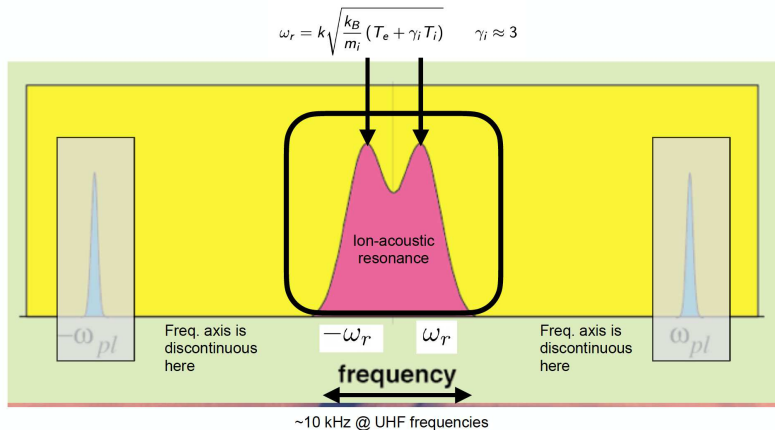 ω_r = k√(k_B/m_i (T_e + γ_i T_i))    γ_i ≈ 3
Ion-acoustic
resonance
−ω_pl
Freq. axis is
discontinuous
here
−ω_r
ω_r
Freq. axis is
discontinuous
here
ω_pl
frequency
~10 kHz @ UHF frequencies